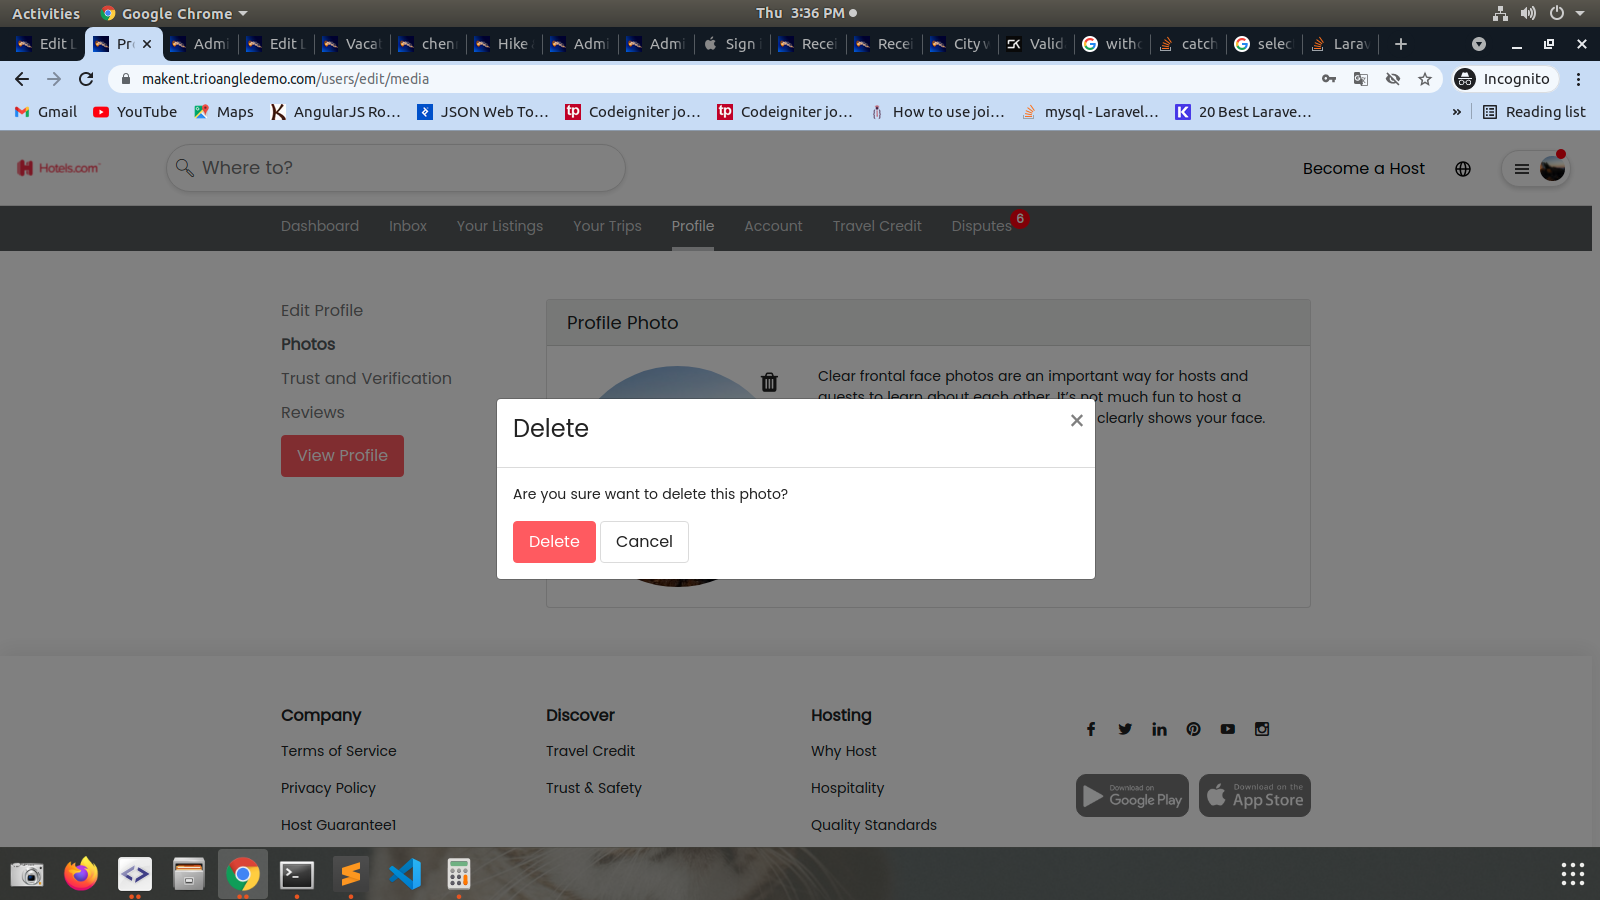 Activities Google Chrome Thu 3:36 PM
Edit L Pro Admi Edit L Vacat chenn Hike Admi Admi Sign i Recei Recei City v Valid withc catch selec Larav
makent.trioangledemo.com/users/edit/media Incognito
Gmail YouTube Maps AngularJS Ro... JSON Web To... Codeigniter jo... Codeigniter jo... How to use joi... mysql - Laravel... 20 Best Larave... » Reading list
Hotels.com Where to? Become a Host
Dashboard Inbox Your Listings Your Trips Profile Account Travel Credit Disputes 6
Edit Profile
Photos
Trust and Verification
Reviews
View Profile
Profile Photo
Clear frontal face photos are an important way for hosts and
guests to learn about each other. It's not much fun to host a
clearly shows your face.
Delete ×
Are you sure want to delete this photo?
Delete Cancel
Company
Terms of Service
Privacy Policy
Host Guarantee1
Discover
Travel Credit
Trust & Safety
Hosting
Why Host
Hospitality
Quality Standards
Download on
Google Play
Download on the
App Store